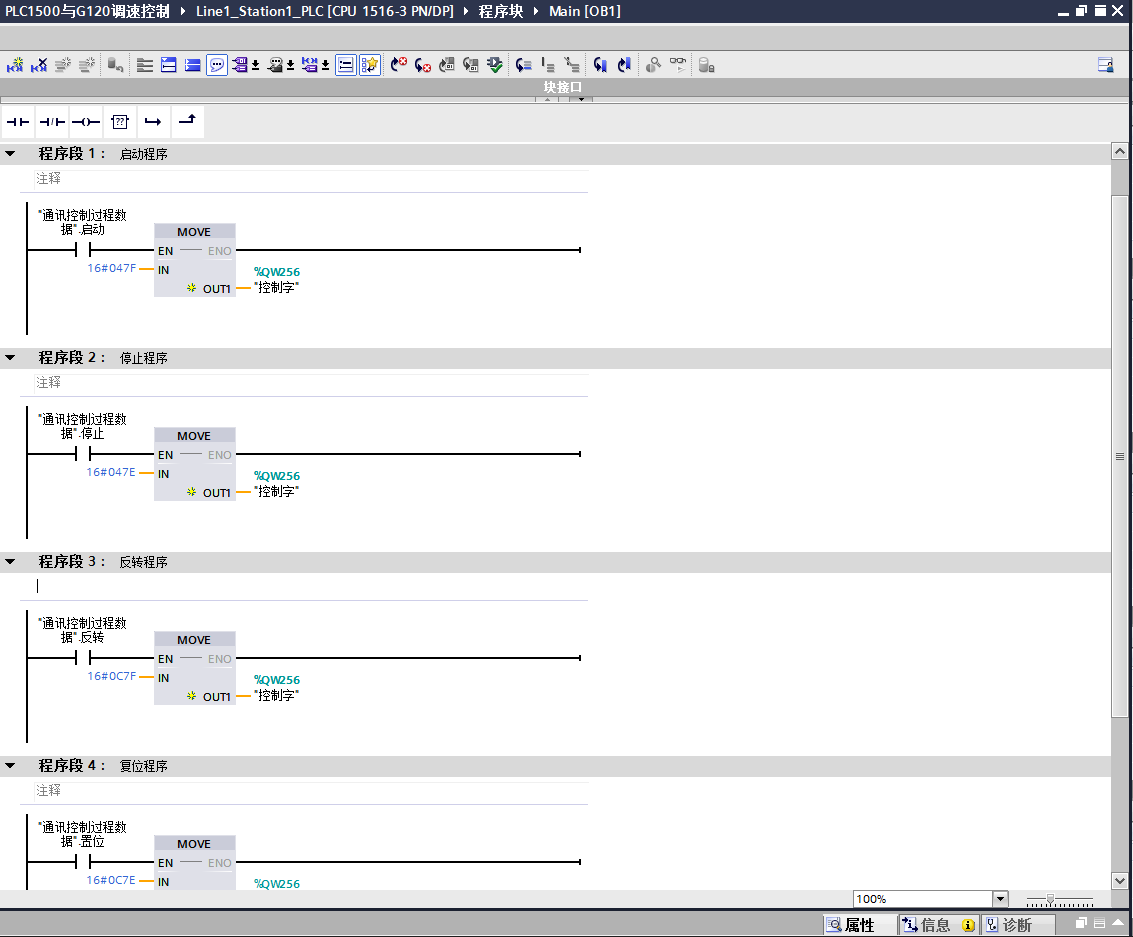 PLC1500与G120调速控制 ▸ Line1_Station1_PLC [CPU 1516-3 PN/DP] ▸ 程序块 ▸ Main [OB1]
块接口
??
程序段 1： 启动程序
注释
"通讯控制过程数
据".启动
MOVE
EN ENO
16#047F IN
%QW256
OUT1 "控制字"
程序段 2： 停止程序
注释
"通讯控制过程数
据".停止
MOVE
EN ENO
16#047E IN
%QW256
OUT1 "控制字"
程序段 3： 反转程序
"通讯控制过程数
据".反转
MOVE
EN ENO
16#0C7F IN
%QW256
OUT1 "控制字"
程序段 4： 复位程序
注释
"通讯控制过程数
据".置位
MOVE
EN ENO
16#0C7E IN
%QW256
100%
属性 信息 诊断